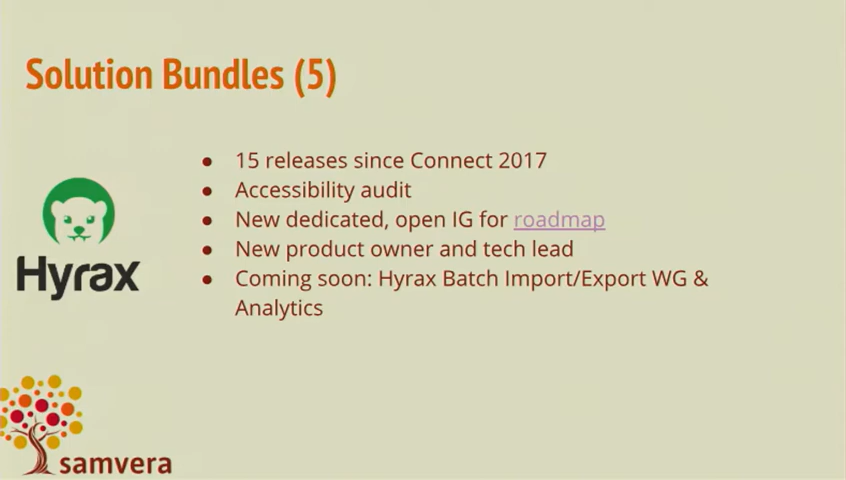 Solution Bundles (5)
● 15 releases since Connect 2017
● Accessibility audit
● New dedicated, open IG for roadmap
● New product owner and tech lead
● Coming soon: Hyrax Batch Import/Export WG &
Analytics
Hyrax
samvera